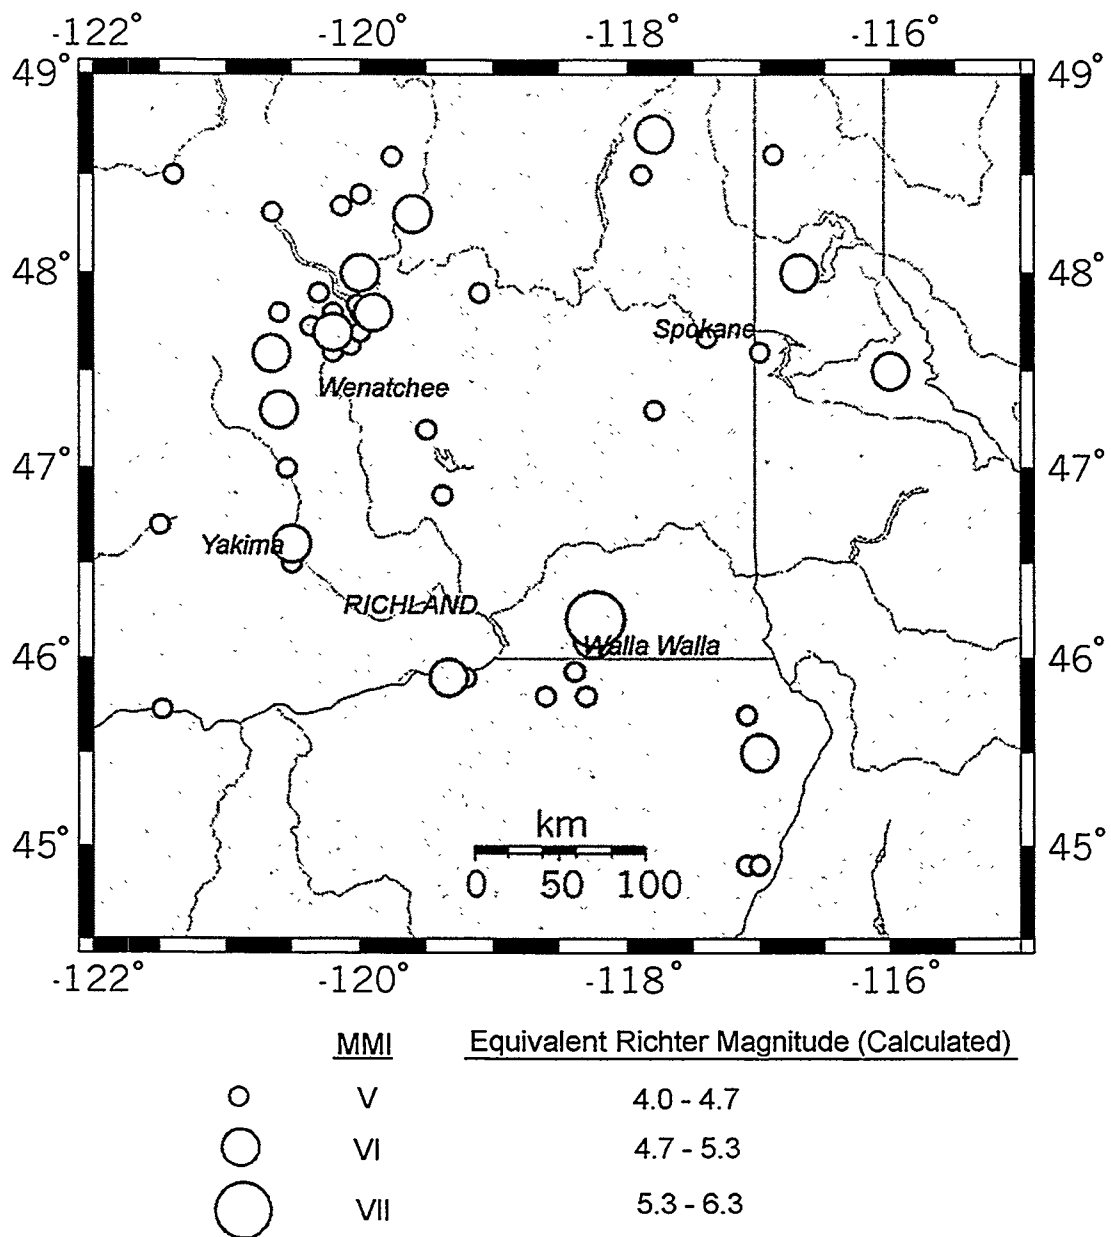 -122° -120° -118° -116°
49° 49°
48° 48°
Spokane
Wenatchee
47° 47°
Yakima
RICHLAND
Walla Walla
46° 46°
km
45° 45°
0 50 100
-122° -120° -118° -116°
MMI Equivalent Richter Magnitude (Calculated)
V 4.0 - 4.7
VI 4.7 - 5.3
VII 5.3 - 6.3